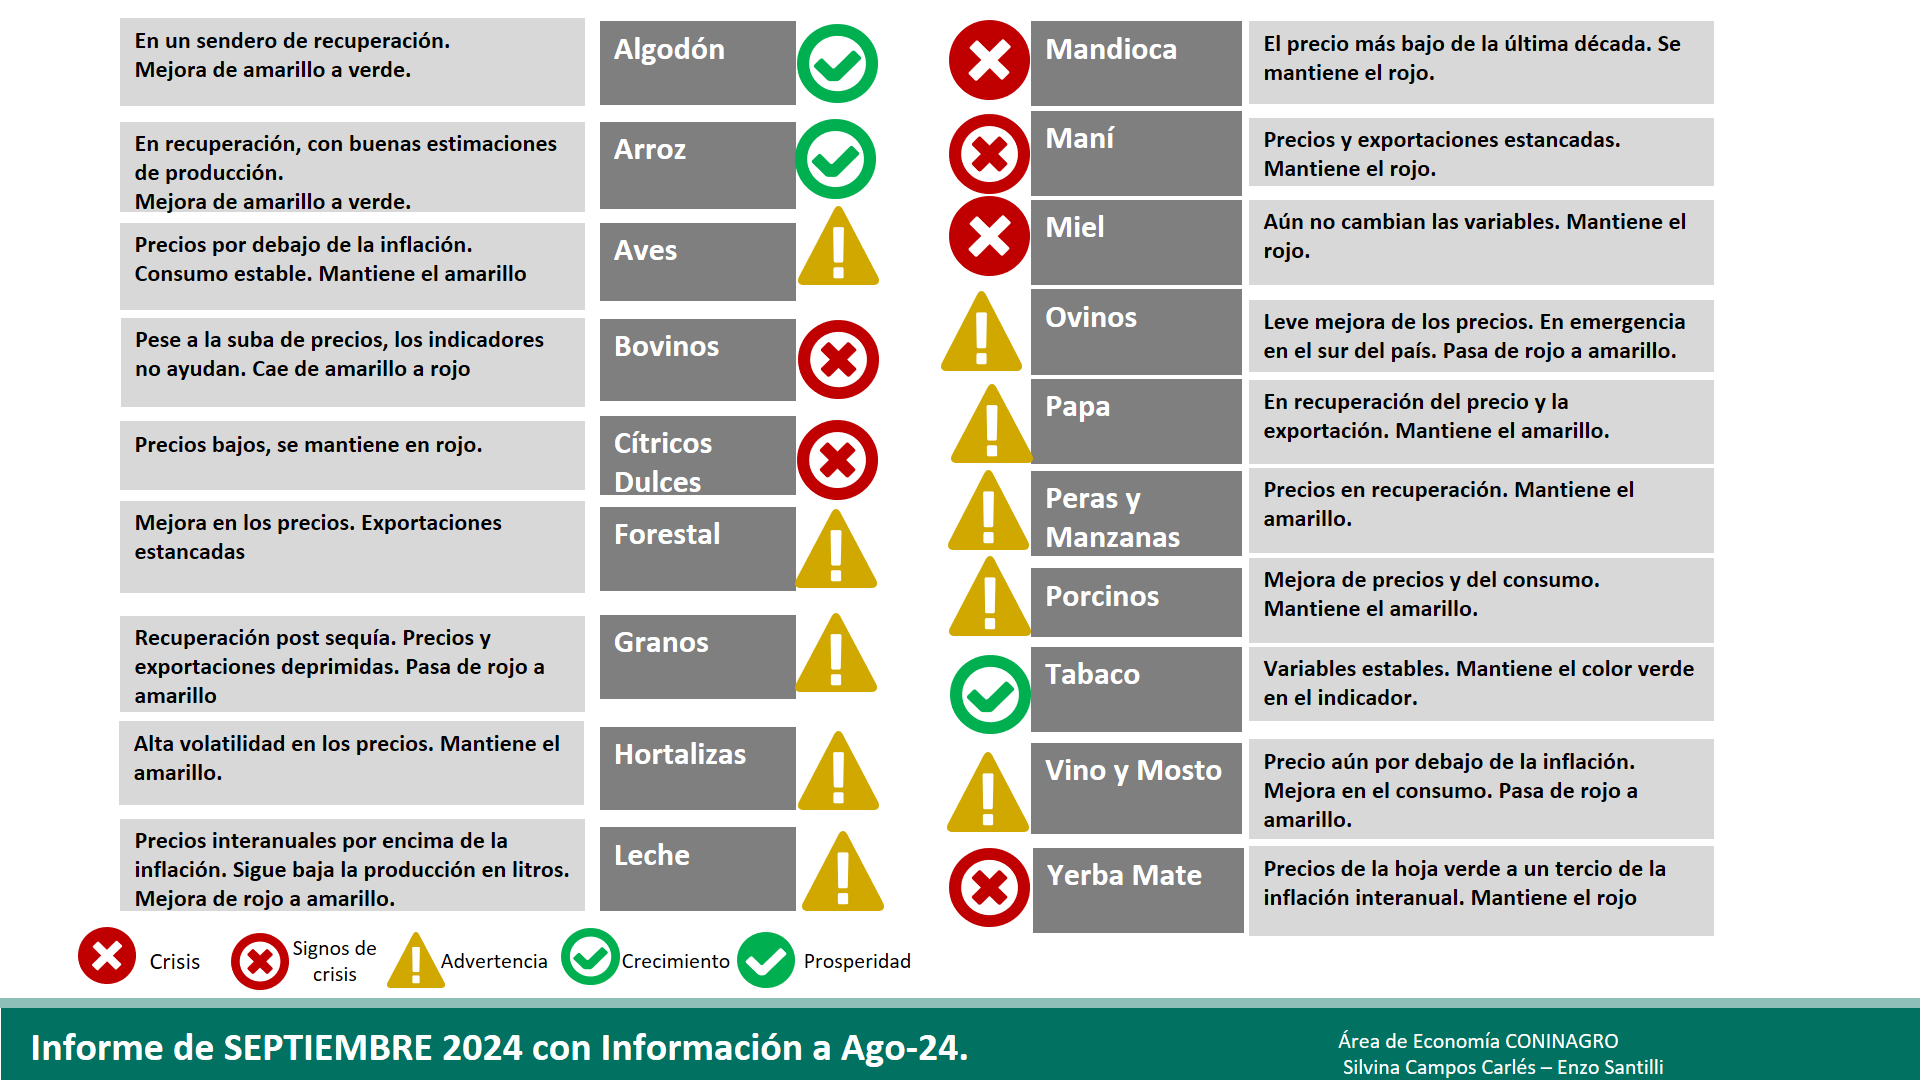 En un sendero de recuperación.
Mejora de amarillo a verde.
Algodón
En recuperación, con buenas estimaciones
de producción.
Mejora de amarillo a verde.
Arroz
Precios por debajo de la inflación.
Consumo estable. Mantiene el amarillo
Aves
Pese a la suba de precios, los indicadores
no ayudan. Cae de amarillo a rojo
Bovinos
Precios bajos, se mantiene en rojo.
Cítricos
Dulces
Mejora en los precios. Exportaciones
estancadas
Forestal
Recuperación post sequía. Precios y
exportaciones deprimidas. Pasa de rojo a
amarillo
Granos
Alta volatilidad en los precios. Mantiene el
amarillo.
Hortalizas
Precios interanuales por encima de la
inflación. Sigue baja la producción en litros.
Mejora de rojo a amarillo.
Leche
Mandioca
El precio más bajo de la última década. Se
mantiene el rojo.
Maní
Precios y exportaciones estancadas.
Mantiene el rojo.
Miel
Aún no cambian las variables. Mantiene el
rojo.
Ovinos
Leve mejora de los precios. En emergencia
en el sur del país. Pasa de rojo a amarillo.
Papa
En recuperación del precio y la
exportación. Mantiene el amarillo.
Peras y
Manzanas
Precios en recuperación. Mantiene el
amarillo.
Porcinos
Mejora de precios y del consumo.
Mantiene el amarillo.
Tabaco
Variables estables. Mantiene el color verde
en el indicador.
Vino y Mosto
Precio aún por debajo de la inflación.
Mejora en el consumo. Pasa de rojo a
amarillo.
Yerba Mate
Precios de la hoja verde a un tercio de la
inflación interanual. Mantiene el rojo
Crisis
Signos de
crisis
Advertencia
Crecimiento
Prosperidad
Informe de SEPTIEMBRE 2024 con Información a Ago-24.
Área de Economía CONINAGRO
Silvina Campos Carlés – Enzo Santilli